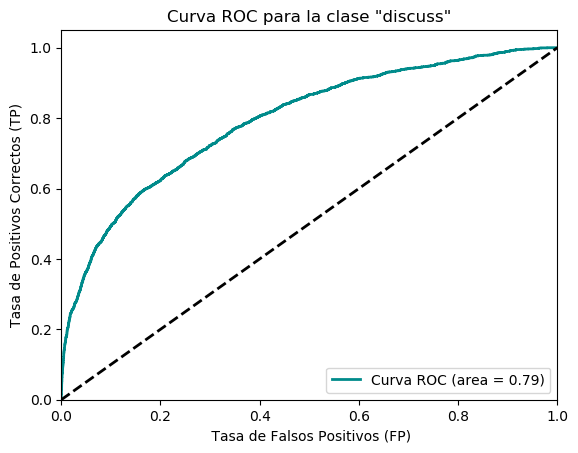 Curva ROC para la clase "discuss"
Tasa de Positivos Correctos (TP)
1.0
0.8
0.6
0.4
0.2
0.0
0.0 0.2 0.4 0.6 0.8 1.0
Curva ROC (area = 0.79)
Tasa de Falsos Positivos (FP)